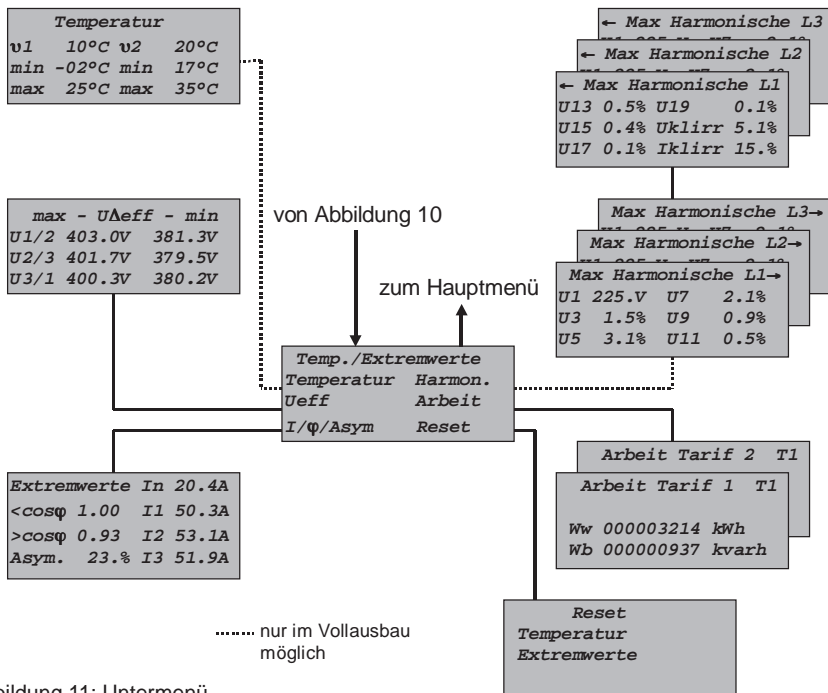 Temperatur
υ1 10°C υ2 20°C
min -02°C min 17°C
max 25°C max 35°C
← Max Harmonische L3
← Max Harmonische L2
← Max Harmonische L1
U13 0.5% U19 0.1%
U15 0.4% Uklirr 5.1%
U17 0.1% Iklirr 15.%
max - UΔeff - min
U1/2 403.0V 381.3V
U2/3 401.7V 379.5V
U3/1 400.3V 380.2V
von Abbildung 10
zum Hauptmenü
Max Harmonische L3→
Max Harmonische L2→
Max Harmonische L1→
U1 225.V U7 2.1%
U3 1.5% U9 0.9%
U5 3.1% U11 0.5%
Temp./Extremwerte
Temperatur Harmon.
Ueff Arbeit
I/φ/Asym Reset
Extremwerte In 20.4A
<cosφ 1.00 I1 50.3A
>cosφ 0.93 I2 53.1A
Asym. 23.% I3 51.9A
Arbeit Tarif 2 T1
Arbeit Tarif 1 T1
Ww 000003214 kWh
Wb 000000937 kvarh
Reset
Temperatur
Extremwerte
nur im Vollausbau
möglich
bildung 11: Untermenü